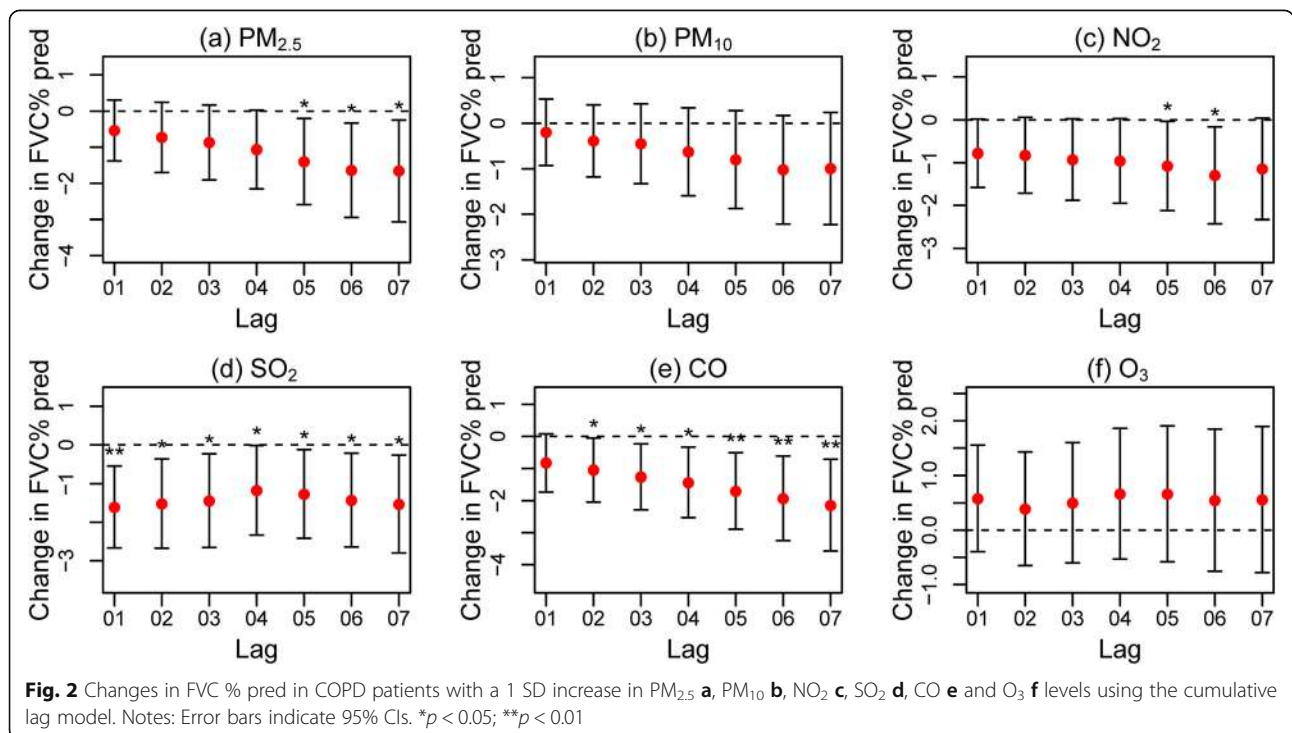 (a) PM₂.₅
Change in FVC% pred
1
0
−2
−4
01 02 03 04 05 06 07
Lag
* * *
(b) PM₁₀
Change in FVC% pred
1
0
−1
−3
01 02 03 04 05 06 07
Lag
(c) NO₂
Change in FVC% pred
1
0
−1
−2
−3
01 02 03 04 05 06 07
Lag
* *
(d) SO₂
Change in FVC% pred
1
0
−1
−3
01 02 03 04 05 06 07
Lag
** * * * * * *
(e) CO
Change in FVC% pred
1
0
−2
−4
01 02 03 04 05 06 07
Lag
* * * ** ** **
(f) O₃
Change in FVC% pred
2.0
1.0
0.0
−1.0
01 02 03 04 05 06 07
Lag
Fig. 2 Changes in FVC % pred in COPD patients with a 1 SD increase in PM₂.₅ a, PM₁₀ b, NO₂ c, SO₂ d, CO e and O₃ f levels using the cumulative
lag model. Notes: Error bars indicate 95% CIs. *p < 0.05; **p < 0.01